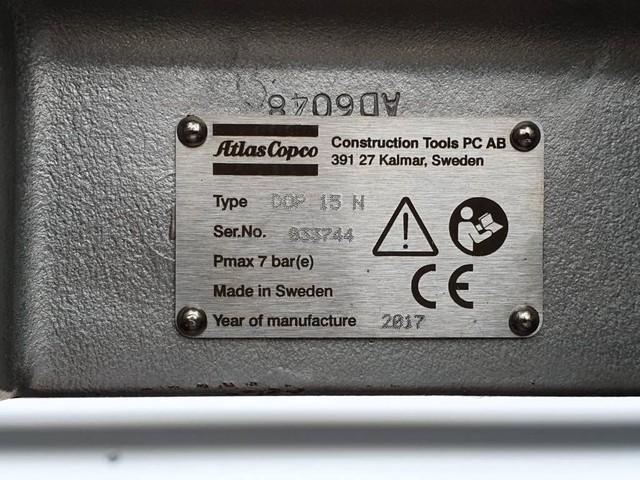 AD6048
Atlas Copco
Construction Tools PC AB
391 27 Kalmar, Sweden
Type DOP 15 N
Ser.No. 833744
Pmax 7 bar(e)
Made in Sweden
CE
Year of manufacture 2017